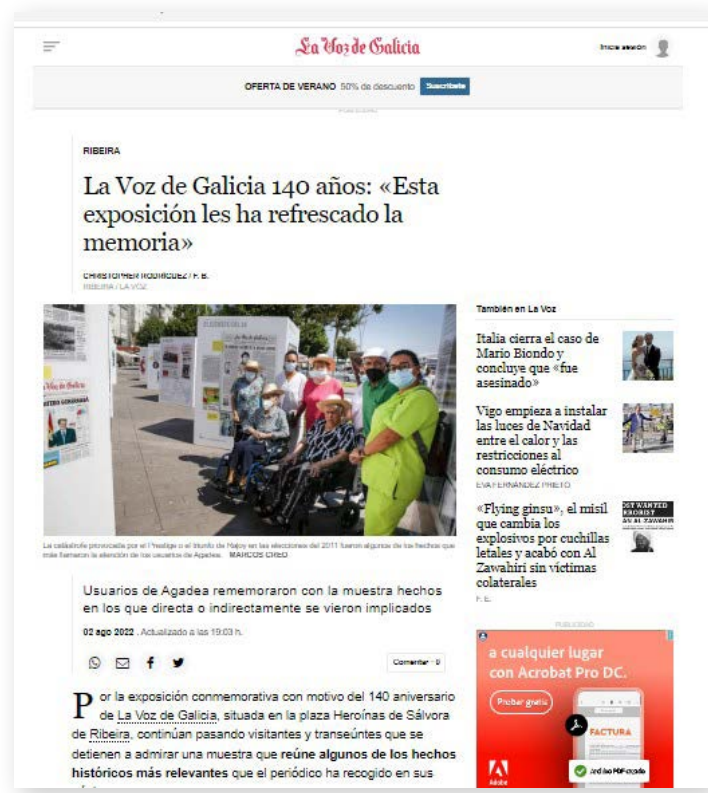 La Voz de Galicia
Inicia sesión
OFERTA DE VERANO 50% de descuento Suscríbete
PUBLICIDAD
RIBEIRA
La Voz de Galicia 140 años: «Esta
exposición les ha refrescado la
memoria»
CHRISTOPHER RODRÍGUEZ / F. B.
RIBEIRA / LA VOZ
La catástrofe provocada por el Prestige o el triunfo de Rajoy en las elecciones del 2011 fueron algunos de los hechos que
más llamaron la atención de los usuarios de Agadea. MARCOS CREO
Usuarios de Agadea rememoraron con la muestra hechos
en los que directa o indirectamente se vieron implicados
02 ago 2022 . Actualizado a las 19:03 h.
Comentar · 0
Por la exposición conmemorativa con motivo del 140 aniversario
de La Voz de Galicia, situada en la plaza Heroínas de Sálvora
de Ribeira, continúan pasando visitantes y transeúntes que se
detienen a admirar una muestra que reúne algunos de los hechos
históricos más relevantes que el periódico ha recogido en sus
También en La Voz
Italia cierra el caso de
Mario Biondo y
concluye que «fue
asesinado»
Vigo empieza a instalar
las luces de Navidad
entre el calor y las
restricciones al
consumo eléctrico
EVA FERNÁNDEZ PRIETO
«Flying ginsu», el misil
que cambia los
explosivos por cuchillas
letales y acabó con Al
Zawahiri sin víctimas
colaterales
F. E.
PUBLICIDAD
a cualquier lugar
con Acrobat Pro DC.
Probar gratis
FACTURA
Archivo PDF creado
Adobe